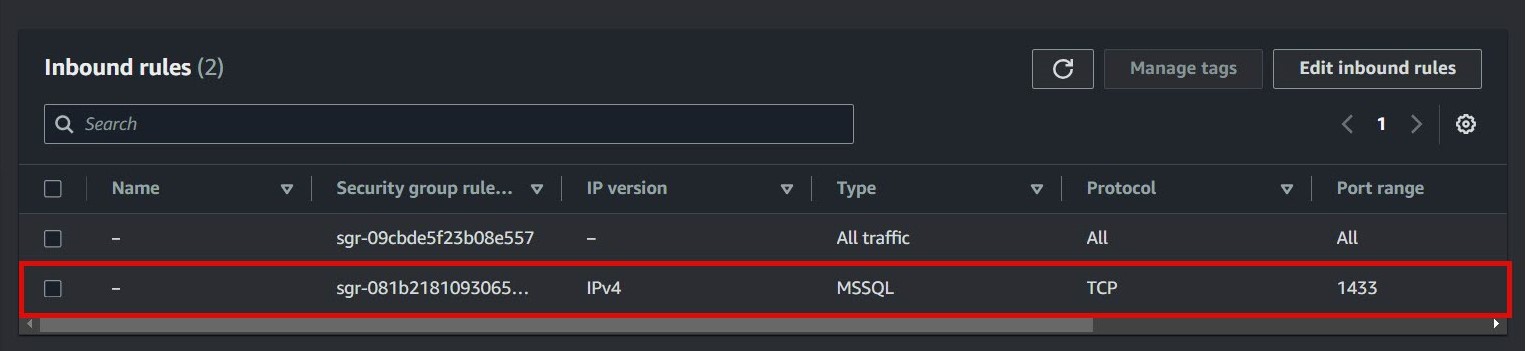 Inbound rules (2)
Manage tags
Edit inbound rules
Search
1
Name Security group rule... IP version Type Protocol Port range
– sgr-09cbde5f23b08e557 – All traffic All All
– sgr-081b2181093065... IPv4 MSSQL TCP 1433